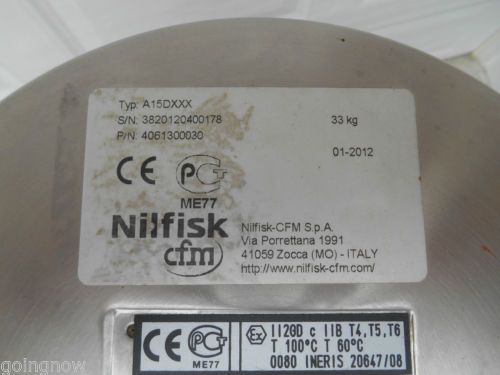 Typ: A15DXXX
S/N: 3820120400178 33 kg
P/N: 4061300030
01-2012
CE PCT
ME77
Nilfisk
cfm
Nilfisk-CFM S.p.A.
Via Porrettana 1991
41059 Zocca (MO) - ITALY
http://www.nilfisk-cfm.com/
CE PCT Ex II2GD c IIB T4,T5,T6
T 100°C T 60°C
ME77 0080 INERIS 20647/08
goingnow
goingnow